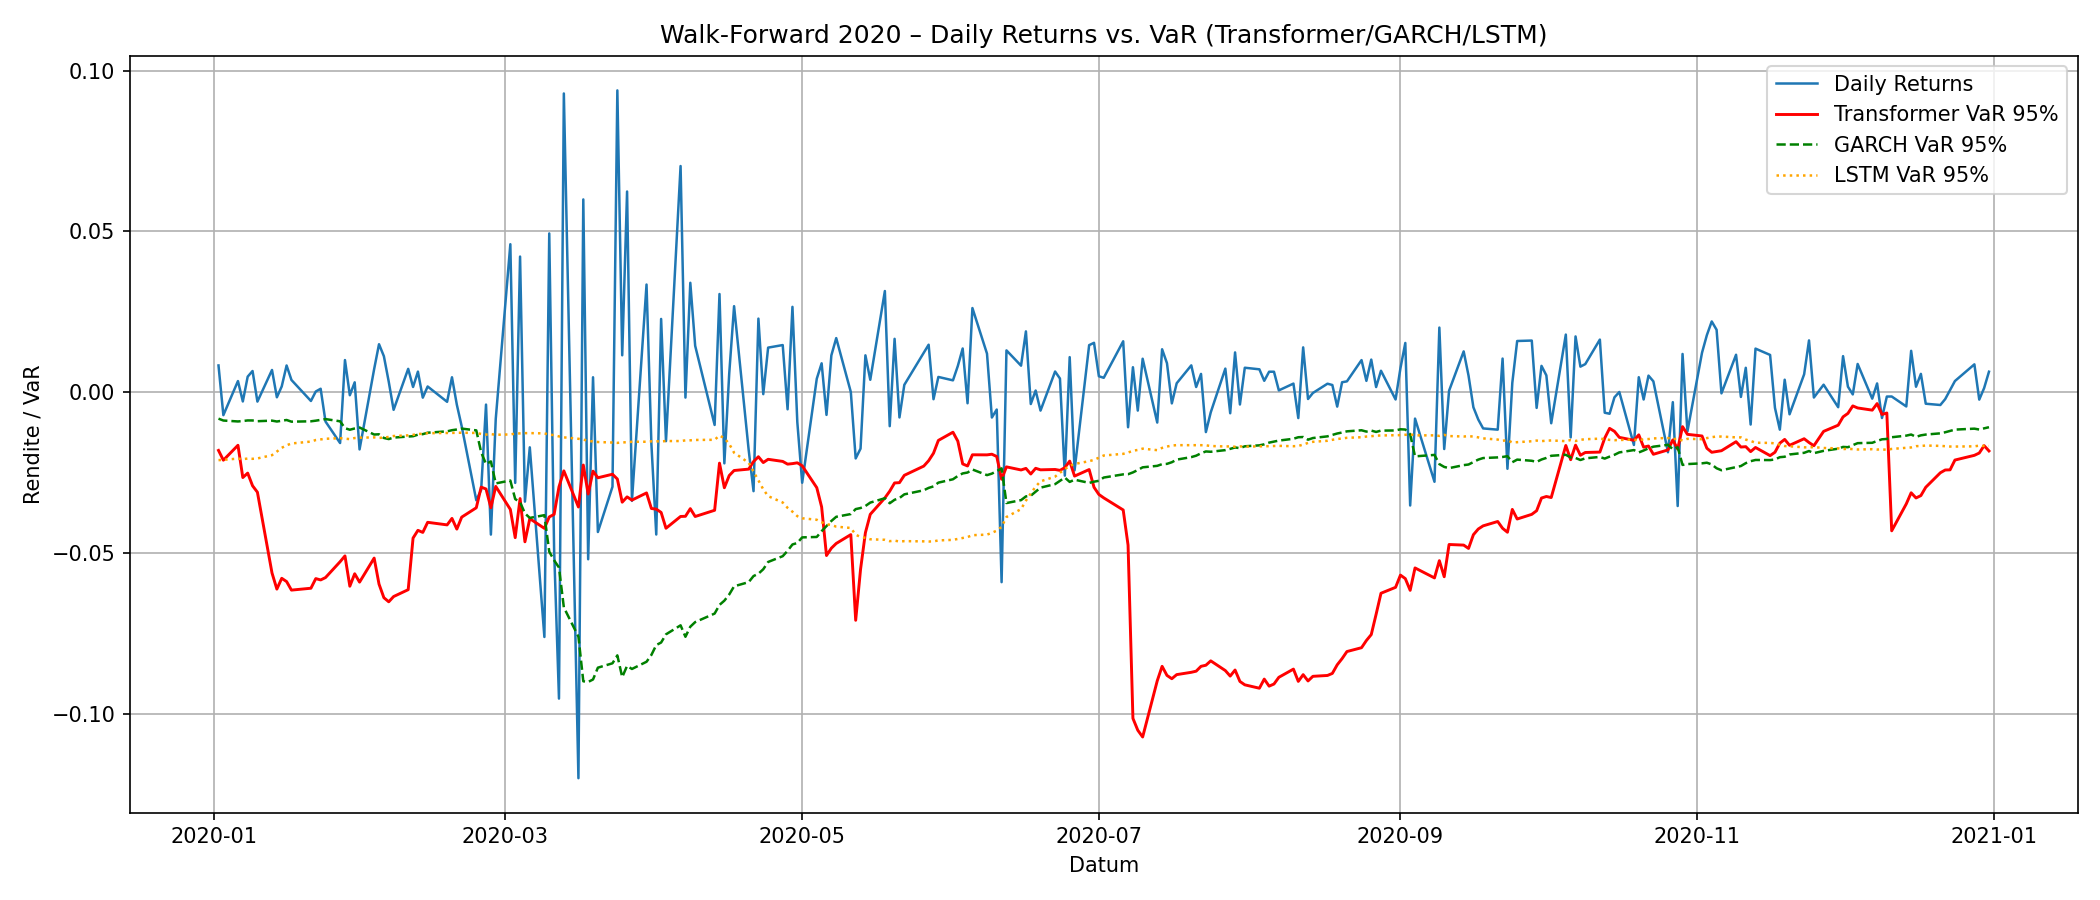 Walk-Forward 2020 – Daily Returns vs. VaR (Transformer/GARCH/LSTM)
Daily Returns
Transformer VaR 95%
GARCH VaR 95%
LSTM VaR 95%
Rendite / VaR
0.10
0.05
0.00
−0.05
−0.10
2020-01
2020-03
2020-05
2020-07
2020-09
2020-11
2021-01
Datum